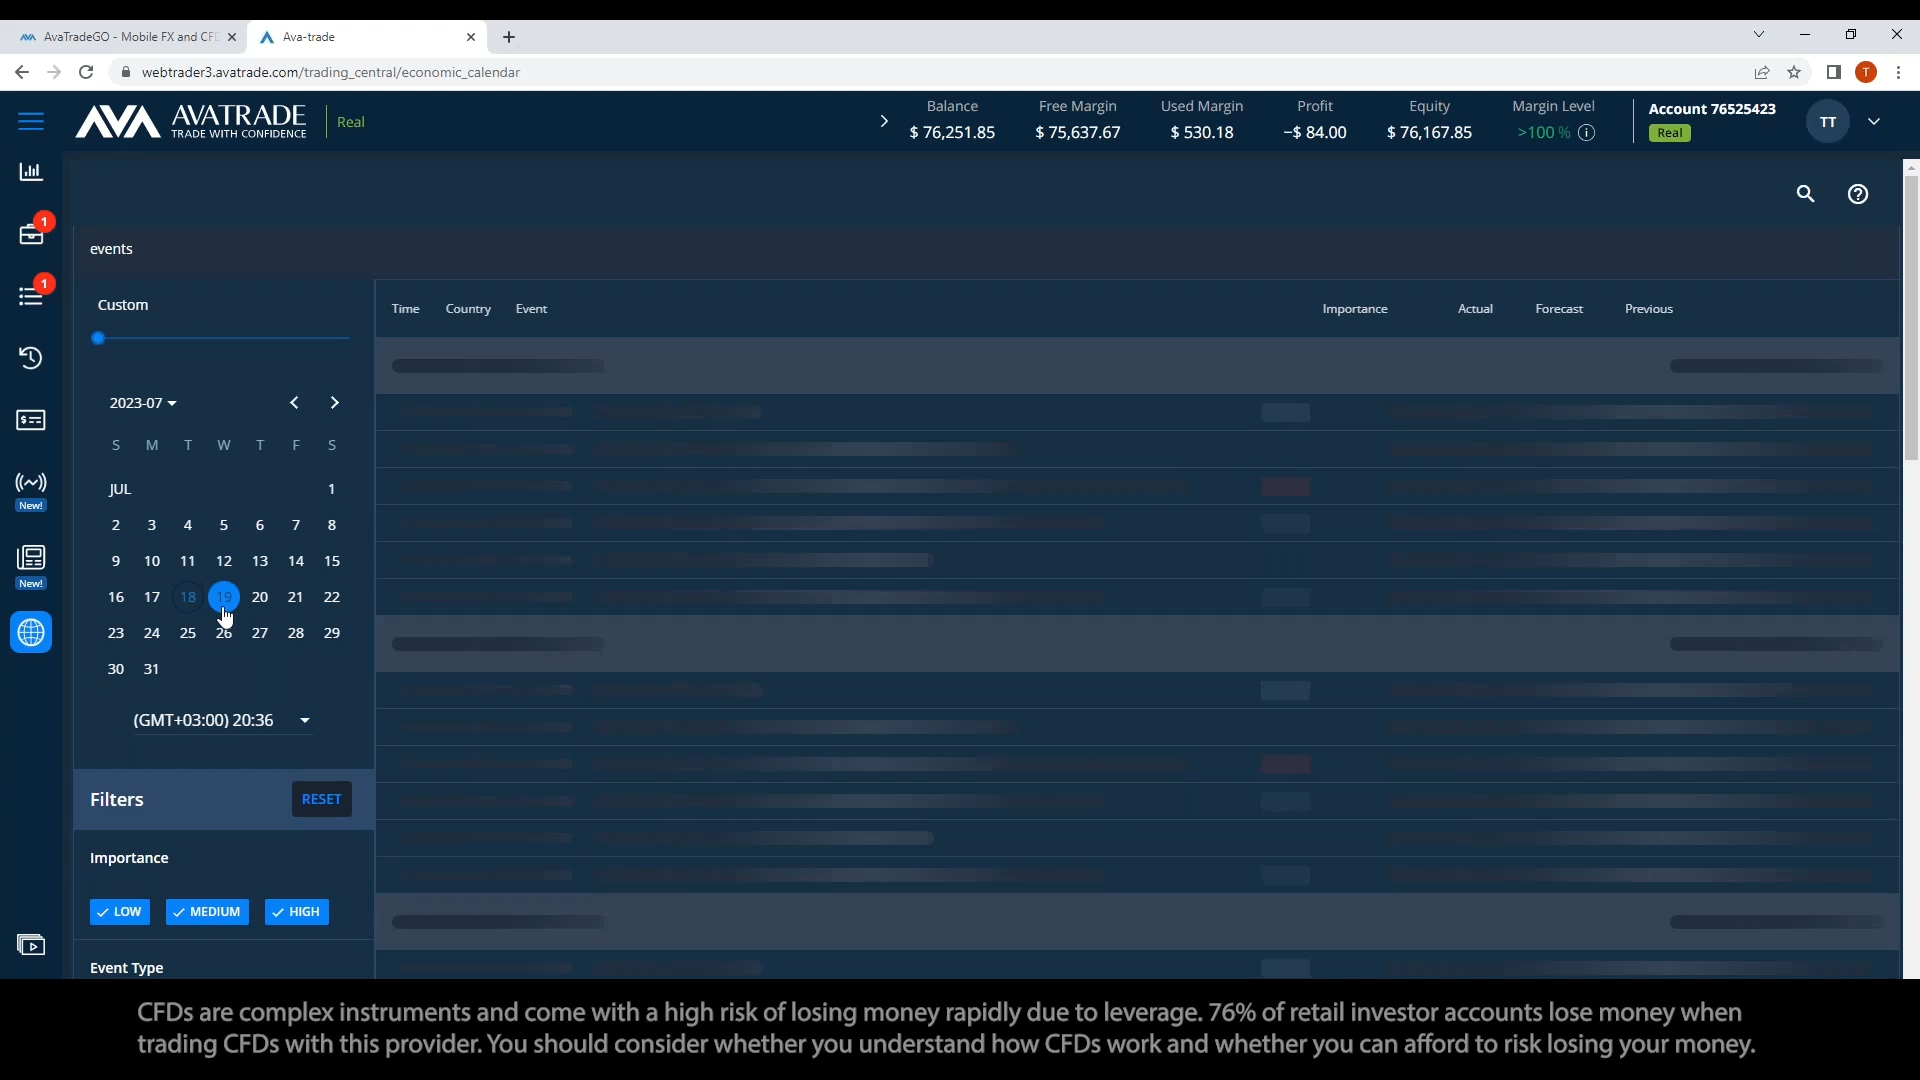 AvaTradeGO - Mobile FX and CFD
Ava-trade
webtrader3.avatrade.com/trading_central/economic_calendar
T
AVATRADE
TRADE WITH CONFIDENCE
Real
Balance
$ 76,251.85
Free Margin
$ 75,637.67
Used Margin
$ 530.18
Profit
-$ 84.00
Equity
$ 76,167.85
Margin Level
>100 %
Account 76525423
Real
TT
1
1
New!
New!
events
Custom
2023-07
S M T W T F S
JUL 1
2 3 4 5 6 7 8
9 10 11 12 13 14 15
16 17 18 19 20 21 22
23 24 25 26 27 28 29
30 31
(GMT+03:00) 20:36
Filters
RESET
Importance
LOW MEDIUM HIGH
Event Type
Time Country Event Importance Actual Forecast Previous
CFDs are complex instruments and come with a high risk of losing money rapidly due to leverage. 76% of retail investor accounts lose money when
trading CFDs with this provider. You should consider whether you understand how CFDs work and whether you can afford to risk losing your money.